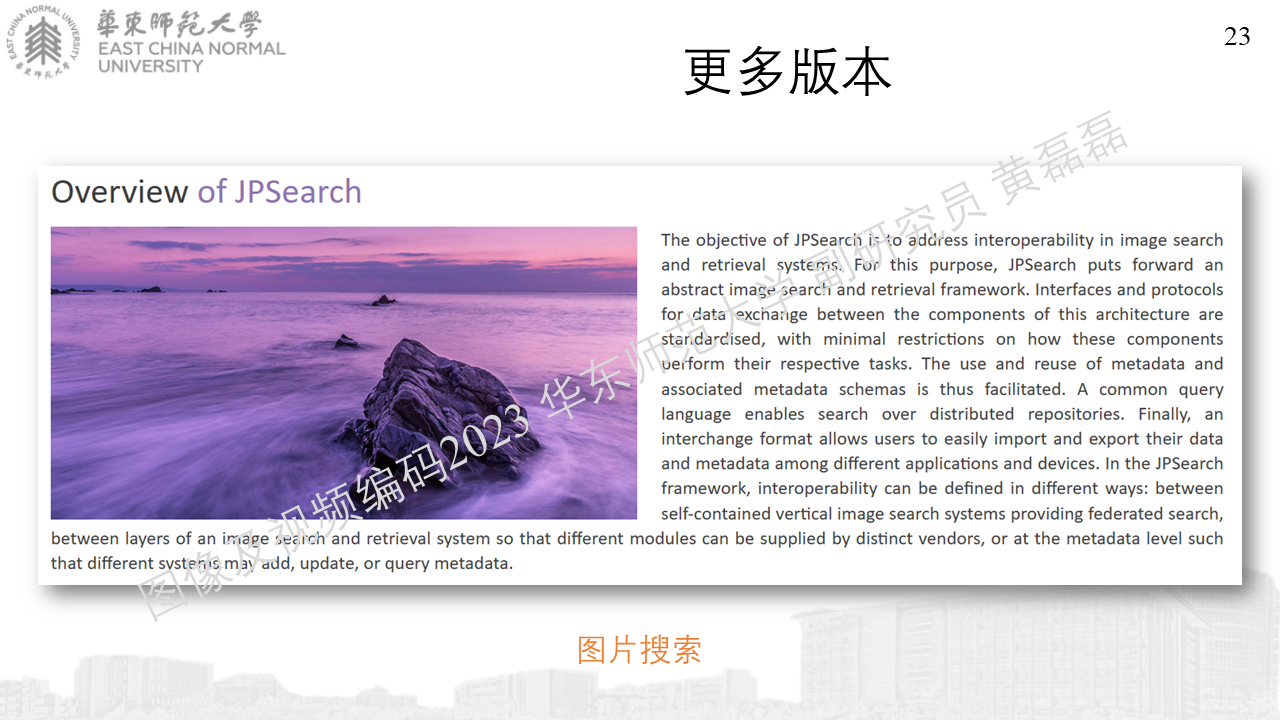 華東師範大學
EAST CHINA NORMAL
UNIVERSITY
EAST CHINA NORMAL UNIVERSITY
華東師範大學
23
更多版本
Overview of JPSearch
The objective of JPSearch is to address interoperability in image search
and retrieval systems. For this purpose, JPSearch puts forward an
abstract image search and retrieval framework. Interfaces and protocols
for data exchange between the components of this architecture are
standardised, with minimal restrictions on how these components
perform their respective tasks. The use and reuse of metadata and
associated metadata schemas is thus facilitated. A common query
language enables search over distributed repositories. Finally, an
interchange format allows users to easily import and export their data
and metadata among different applications and devices. In the JPSearch
framework, interoperability can be defined in different ways: between
self-contained vertical image search systems providing federated search,
between layers of an image search and retrieval system so that different modules can be supplied by distinct vendors, or at the metadata level such
that different systems may add, update, or query metadata.
图像及视频编码2023 华东师范大学 副研究员 黄磊磊
图片搜索